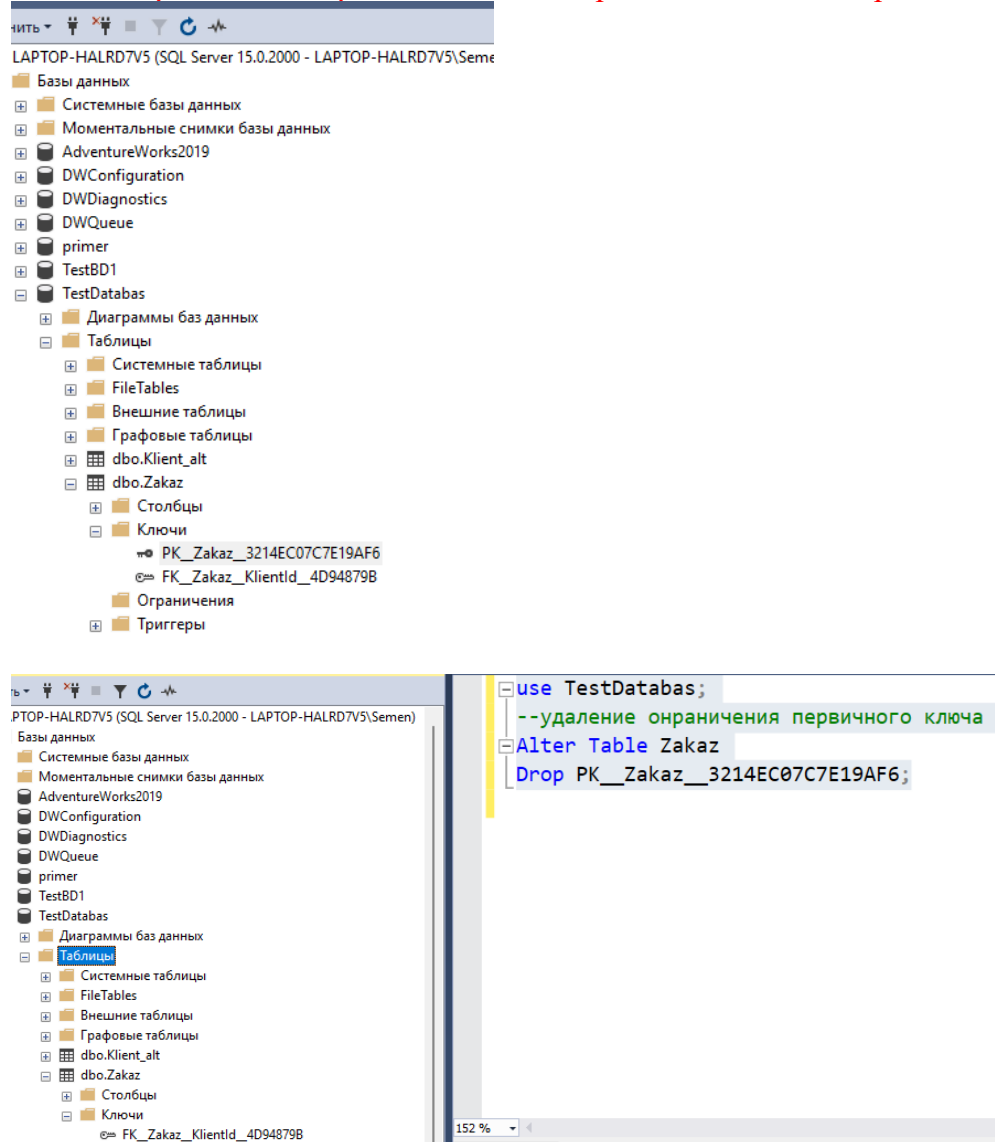 нить
LAPTOP-HALRD7V5 (SQL Server 15.0.2000 - LAPTOP-HALRD7V5\Seme
Базы данных
Системные базы данных
Моментальные снимки базы данных
AdventureWorks2019
DWConfiguration
DWDiagnostics
DWQueue
primer
TestBD1
TestDatabas
Диаграммы баз данных
Таблицы
Системные таблицы
FileTables
Внешние таблицы
Графовые таблицы
dbo.Klient_alt
dbo.Zakaz
Столбцы
Ключи
PK__Zakaz__3214EC07C7E19AF6
FK__Zakaz__KlientId__4D94879B
Ограничения
Триггеры
ть
PTOP-HALRD7V5 (SQL Server 15.0.2000 - LAPTOP-HALRD7V5\Semen)
Базы данных
Системные базы данных
Моментальные снимки базы данных
AdventureWorks2019
DWConfiguration
DWDiagnostics
DWQueue
primer
TestBD1
TestDatabas
Диаграммы баз данных
Таблицы
Системные таблицы
FileTables
Внешние таблицы
Графовые таблицы
dbo.Klient_alt
dbo.Zakaz
Столбцы
Ключи
FK__Zakaz__KlientId__4D94879B
use TestDatabas;
--удаление онраничения первичного ключа
Alter Table Zakaz
Drop PK__Zakaz__3214EC07C7E19AF6;
152 %